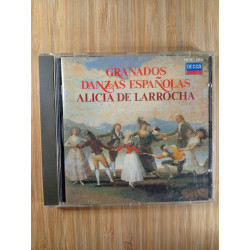 GRANADOS
DANZAS ESPAÑOLAS
ALICIA DE LARROCHA
DECCA